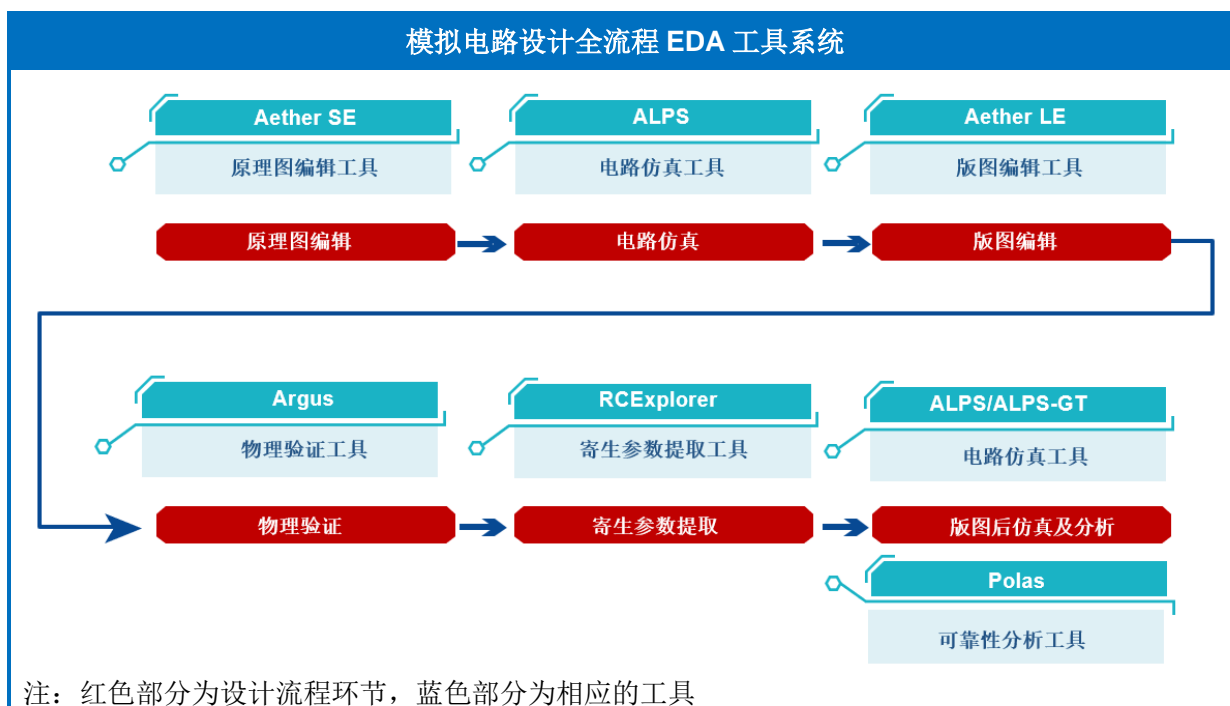 模拟电路设计全流程 EDA 工具系统
Aether SE
ALPS
Aether LE
原理图编辑工具
电路仿真工具
版图编辑工具
原理图编辑
电路仿真
版图编辑
Argus
RCExplorer
ALPS/ALPS-GT
物理验证工具
寄生参数提取工具
电路仿真工具
物理验证
寄生参数提取
版图后仿真及分析
Polas
可靠性分析工具
注：红色部分为设计流程环节，蓝色部分为相应的工具